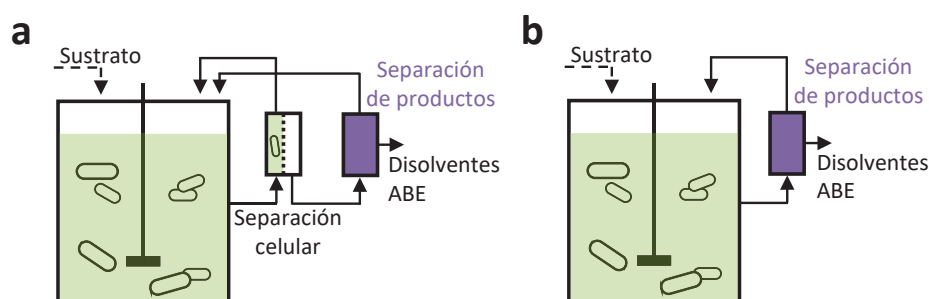 a
Sustrato
Separación
de productos
Disolventes
ABE
Separación
celular
b
Sustrato
Separación
de productos
Disolventes
ABE